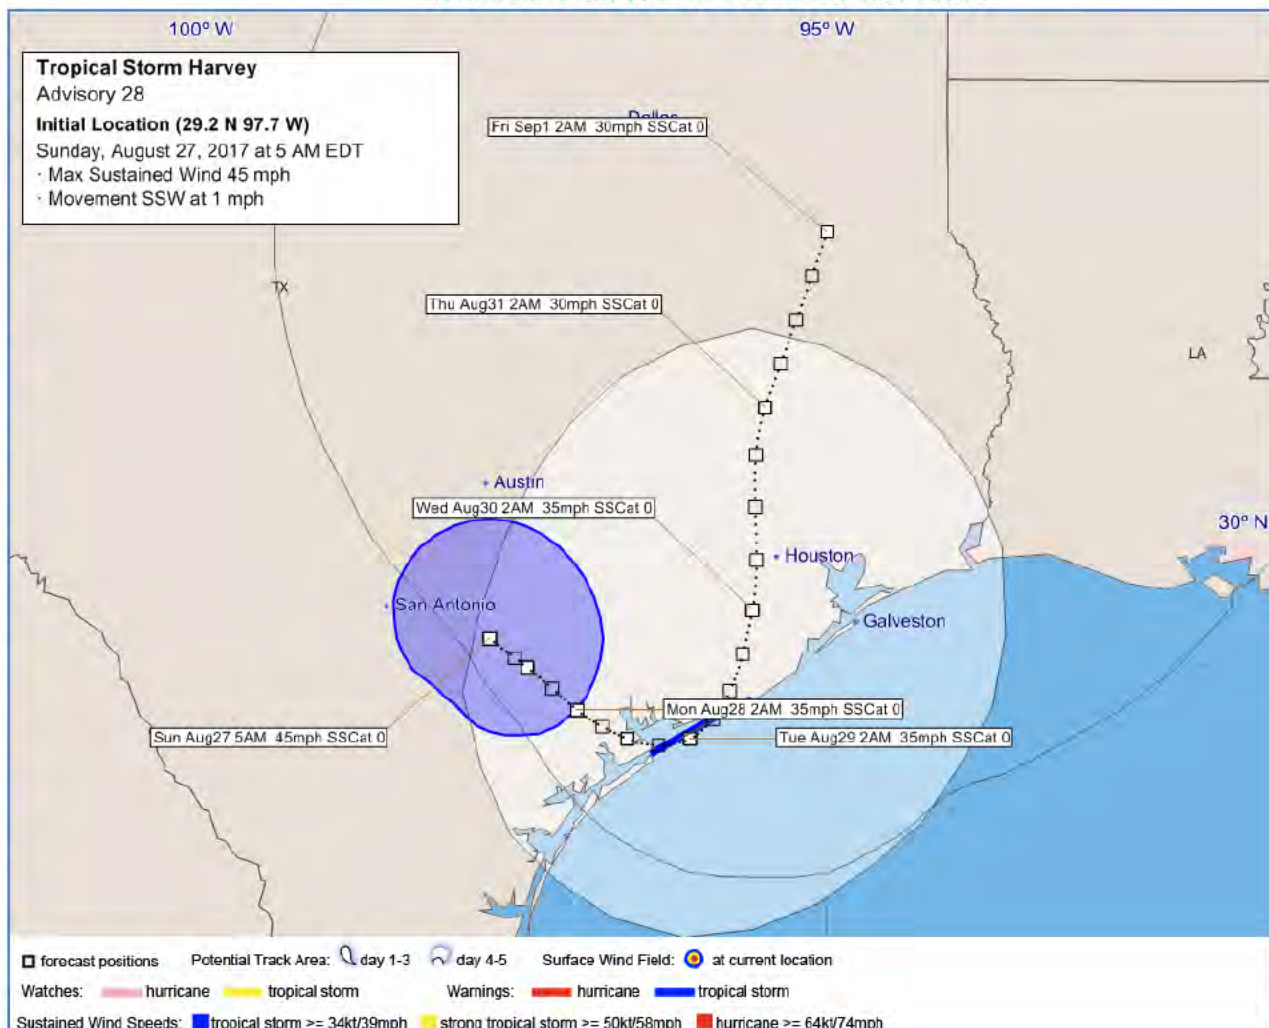 100º W
95º W
Tropical Storm Harvey
Advisory 28
Initial Location (29.2 N 97.7 W)
Sunday, August 27, 2017 at 5 AM EDT
· Max Sustained Wind 45 mph
· Movement SSW at 1 mph
Dallas
Fri Sep1 2AM 30mph SSCat 0
TX
Thu Aug31 2AM 30mph SSCat 0
LA
Austin
Wed Aug30 2AM 35mph SSCat 0
30º N
Houston
San Antonio
Galveston
Mon Aug28 2AM 35mph SSCat 0
Sun Aug27 5AM 45mph SSCat 0
Tue Aug29 2AM 35mph SSCat 0
forecast positions Potential Track Area: day 1-3 day 4-5 Surface Wind Field: at current location
Watches: hurricane tropical storm Warnings: hurricane tropical storm
Sustained Wind Speeds: tropical storm >= 34kt/39mph strong tropical storm >= 50kt/58mph hurricane >= 64kt/74mph